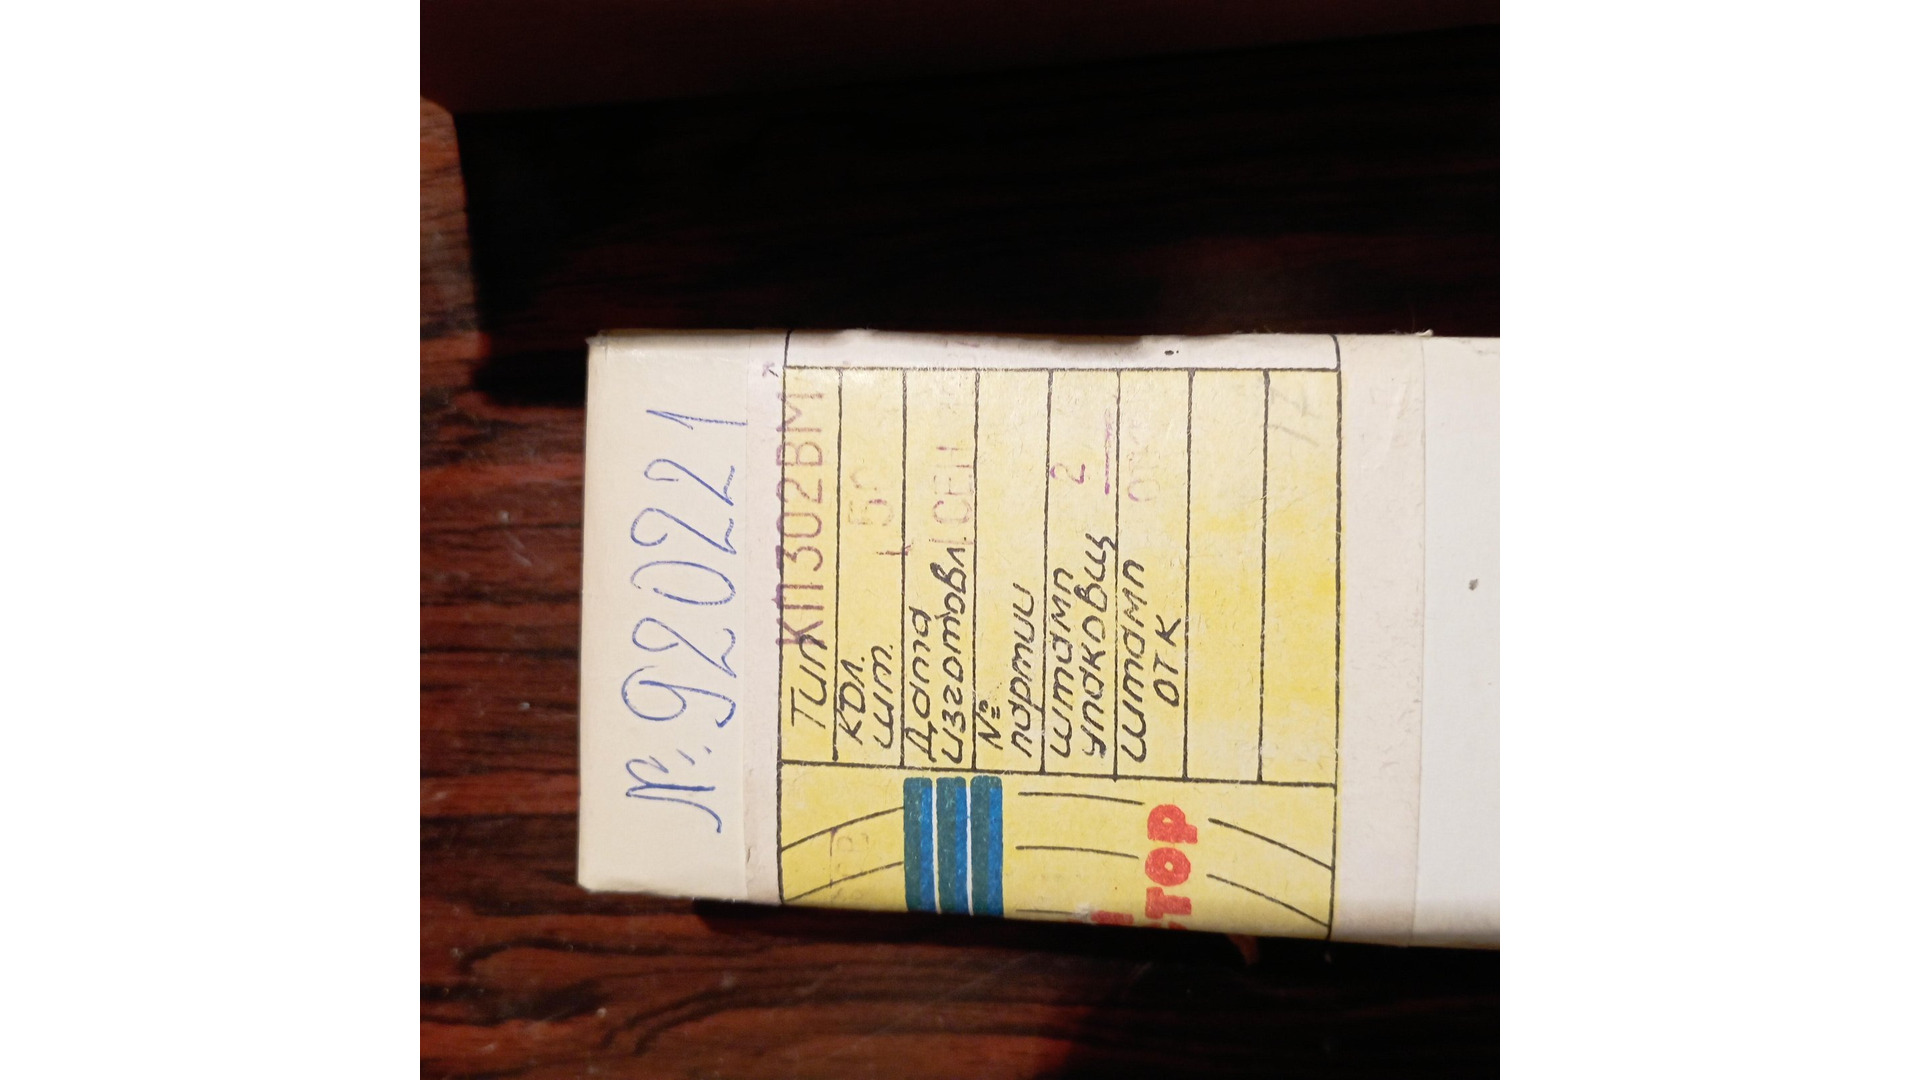 №: 920221
Тип КП302ВМ
кол. 50
шт.
Дата
изготовл. СЕН
№
партии
штамп 2
упаковщ
штамп
ОТК
ТОР